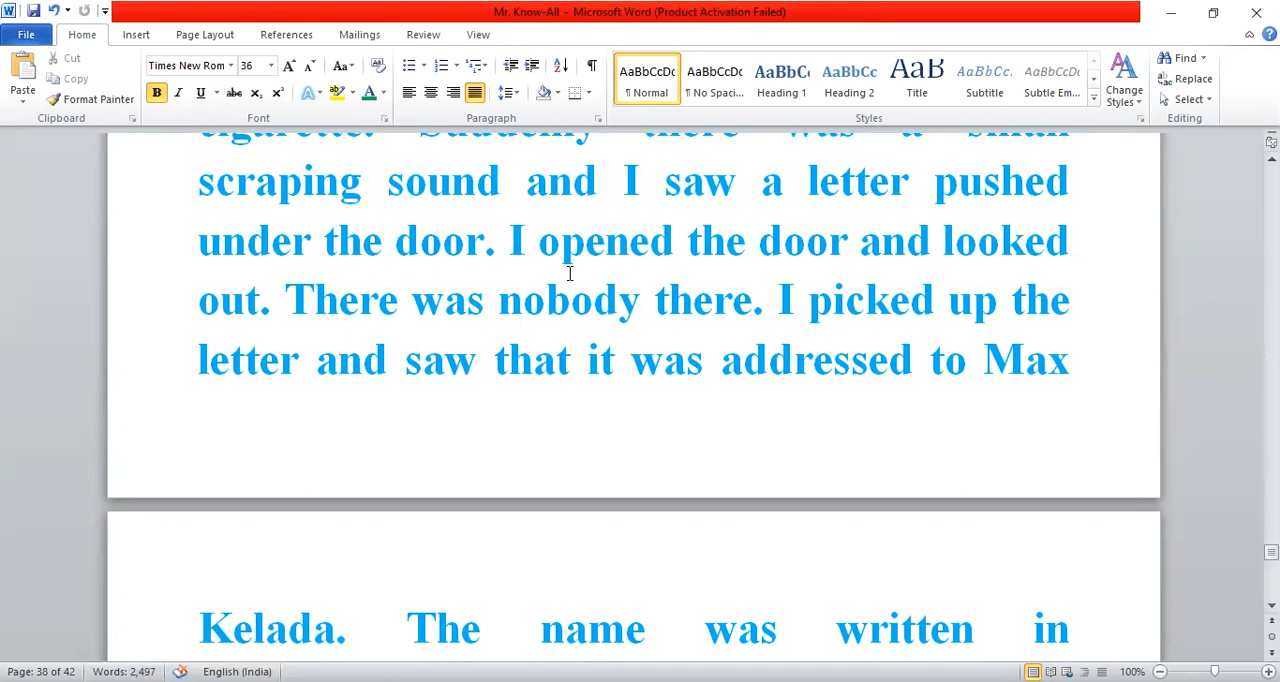 Mr. Know-All - Microsoft Word (Product Activation Failed)
File Home Insert Page Layout References Mailings Review View
Paste
Cut
Copy
Format Painter
Clipboard
Times New Rom 36
Font
Paragraph
AaBbCcDc AaBbCcDc AaBbC AaBbCc AaB AaBbCc. AaBbCcDc
¶ Normal ¶ No Spaci... Heading 1 Heading 2 Title Subtitle Subtle Em...
Change Styles
Styles
Find
Replace
Select
Editing
cigarette. Suddenly there was a small
scraping sound and I saw a letter pushed
under the door. I opened the door and looked
out. There was nobody there. I picked up the
letter and saw that it was addressed to Max
Kelada. The name was written in
Page: 38 of 42 Words: 2,497 English (India) 100%